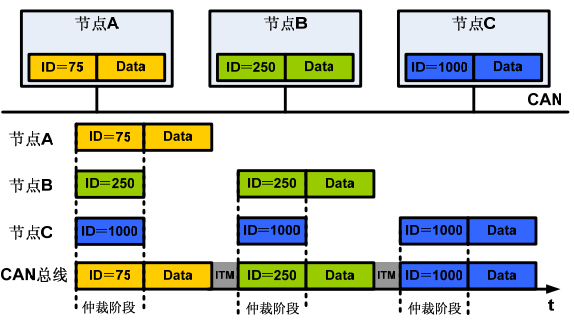 节点A 节点B 节点C
ID=75 Data ID=250 Data ID=1000 Data
CAN
节点A ID=75 Data
节点B ID=250 ID=250 Data
节点C ID=1000 ID=1000 ID=1000 Data
CAN总线 ID=75 Data ITM ID=250 Data ITM ID=1000 Data
仲裁阶段 仲裁阶段 仲裁阶段 t